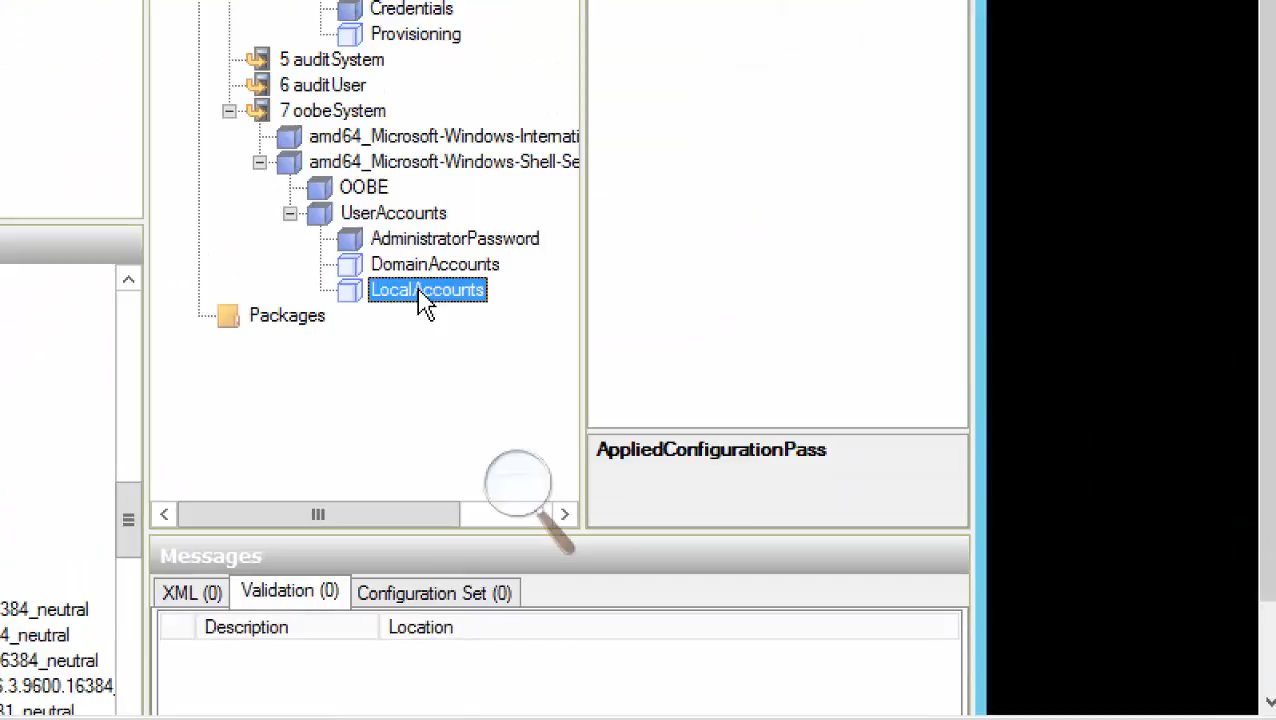 Credentials
Provisioning
5 auditSystem
6 auditUser
7 oobeSystem
amd64_Microsoft-Windows-Internati
amd64_Microsoft-Windows-Shell-Se
OOBE
UserAccounts
AdministratorPassword
DomainAccounts
LocalAccounts
Packages
AppliedConfigurationPass
Messages
XML (0) Validation (0) Configuration Set (0)
Description Location
384_neutral
4_neutral
6384_neutral
6.3.9600.16384_
31_neutral